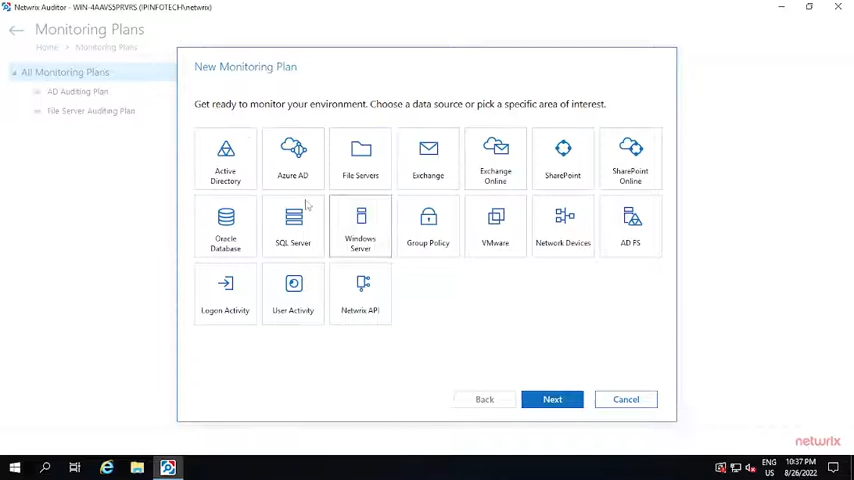 Netwrix Auditor - WIN-4AAVS5PRVRS (IPINFOTECH\netwrix)
Monitoring Plans
Home > Monitoring Plans
All Monitoring Plans
AD Auditing Plan
File Server Auditing Plan
New Monitoring Plan
Get ready to monitor your environment. Choose a data source or pick a specific area of interest.
Active Directory
Azure AD
File Servers
Exchange
Exchange Online
SharePoint
SharePoint Online
Oracle Database
SQL Server
Windows Server
Group Policy
VMware
Network Devices
AD FS
Logon Activity
User Activity
Netwrix API
Back
Next
Cancel
netwrix
ENG
US
10:37 PM
8/26/2022